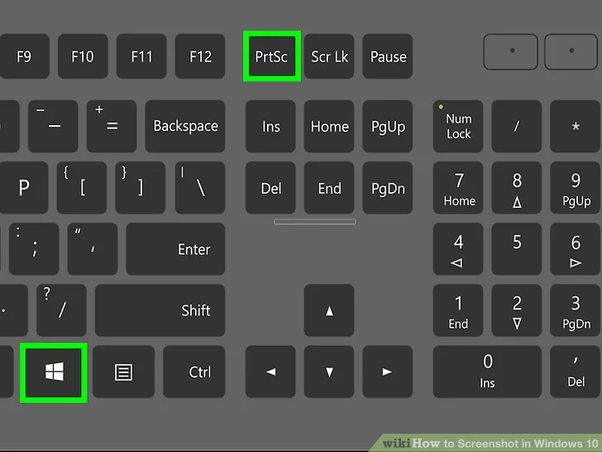 F9 F10 F11 F12 PrtSc Scr Lk Pause
– — + = Backspace Ins Home PgUp Num Lock / *
P { [ } ] | \ Del End PgDn 7 Home 8 9 PgUp
: ; " ' Enter 4 5 6
? / Shift 1 End 2 3 PgDn
Ctrl 0 Ins , Del
wikiHow to Screenshot in Windows 10